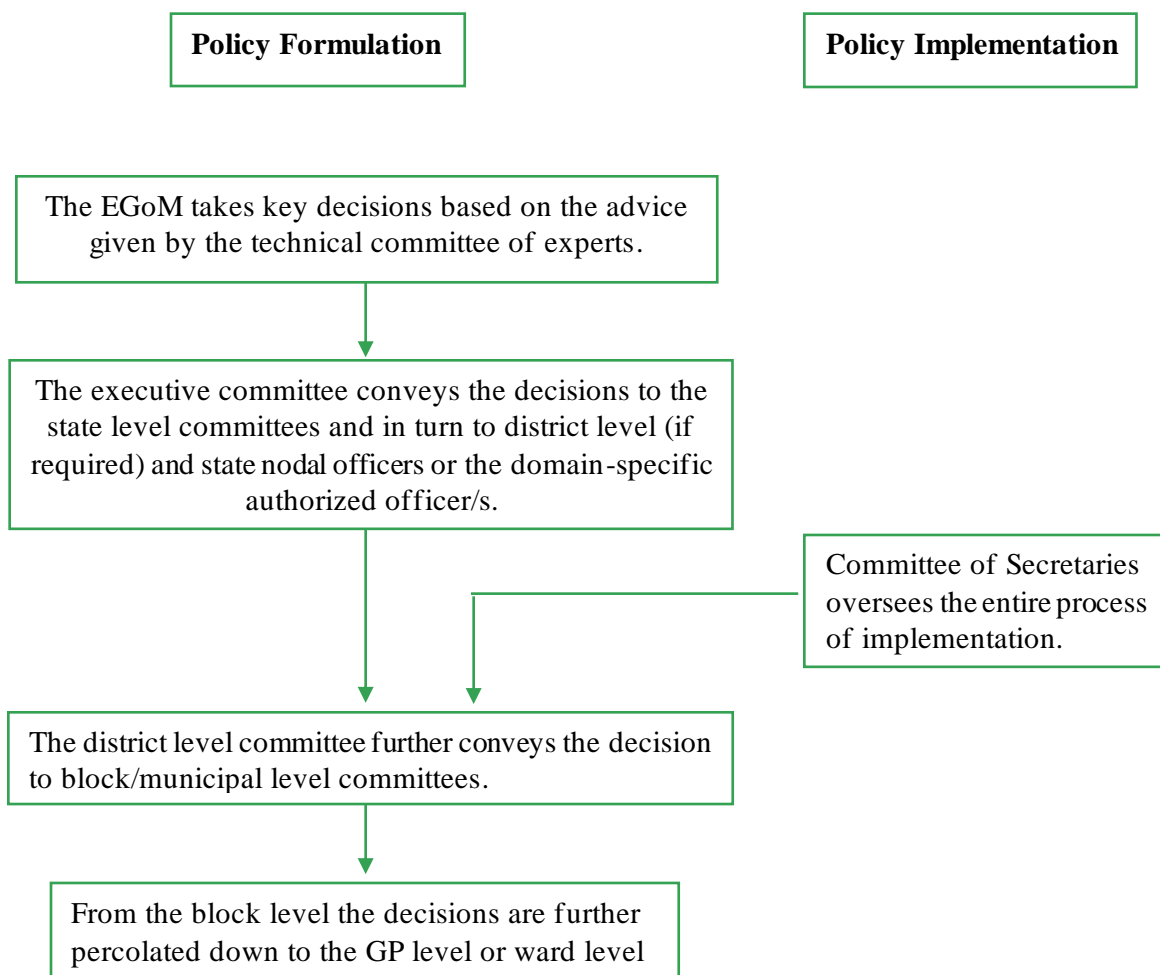 Policy Formulation
Policy Implementation
The EGoM takes key decisions based on the advice
given by the technical committee of experts.
The executive committee conveys the decisions to the
state level committees and in turn to district level (if
required) and state nodal officers or the domain-specific
authorized officer/s.
Committee of Secretaries
oversees the entire process
of implementation.
The district level committee further conveys the decision
to block/municipal level committees.
From the block level the decisions are further
percolated down to the GP level or ward level